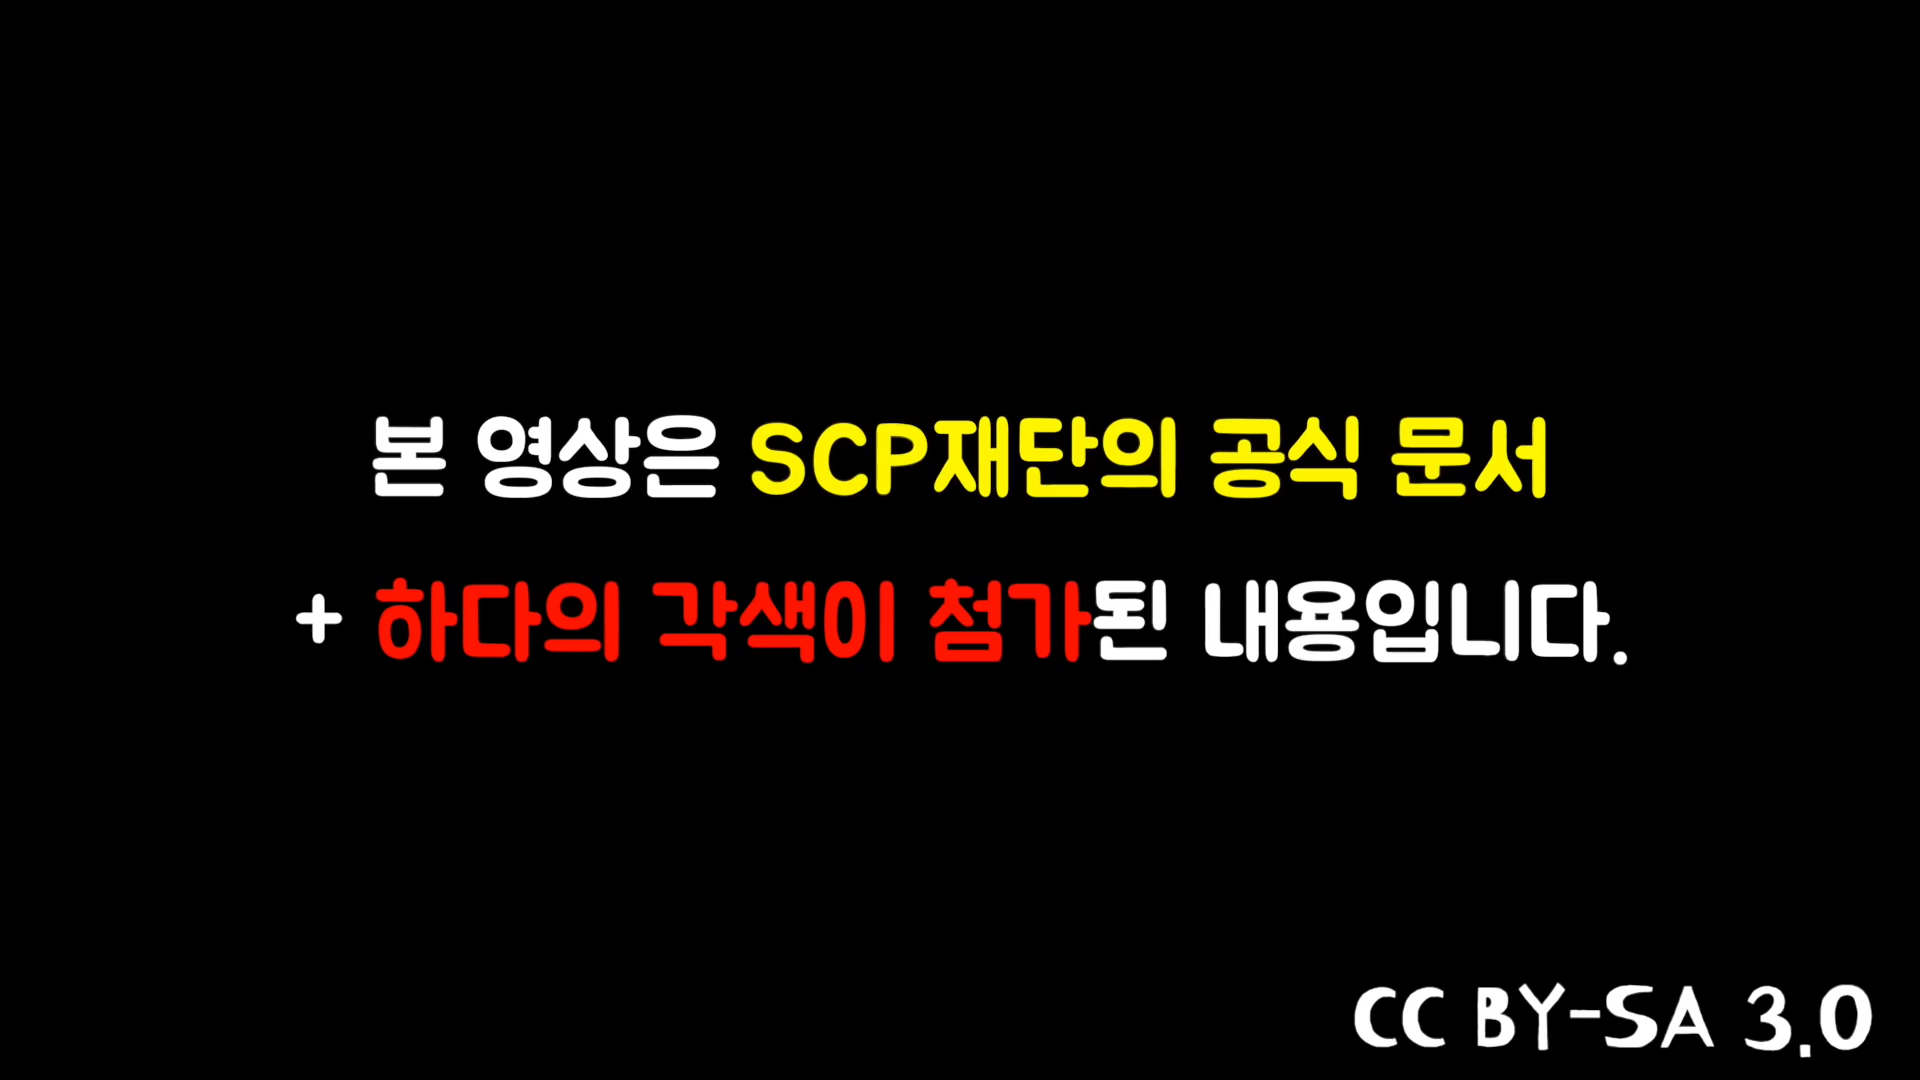 본 영상은 SCP재단의 공식 문서
+ 하다의 각색이 첨가된 내용입니다.
CC BY-SA 3.0